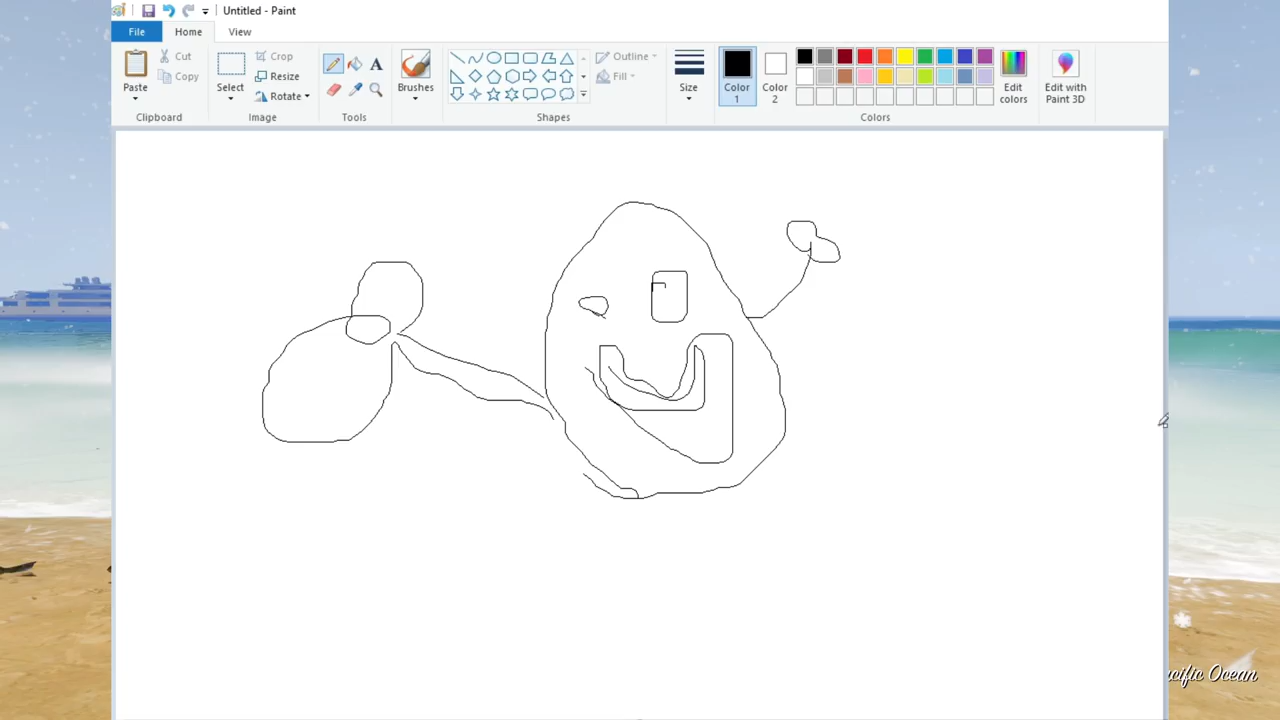 Untitled - Paint
File Home View
Paste
Cut
Copy
Clipboard
Select
Crop
Resize
Rotate
Image
A
Tools
Brushes
Shapes
Outline
Fill
Size
Color 1
Color 2
Edit colors
Colors
Edit with Paint 3D
cific Ocean